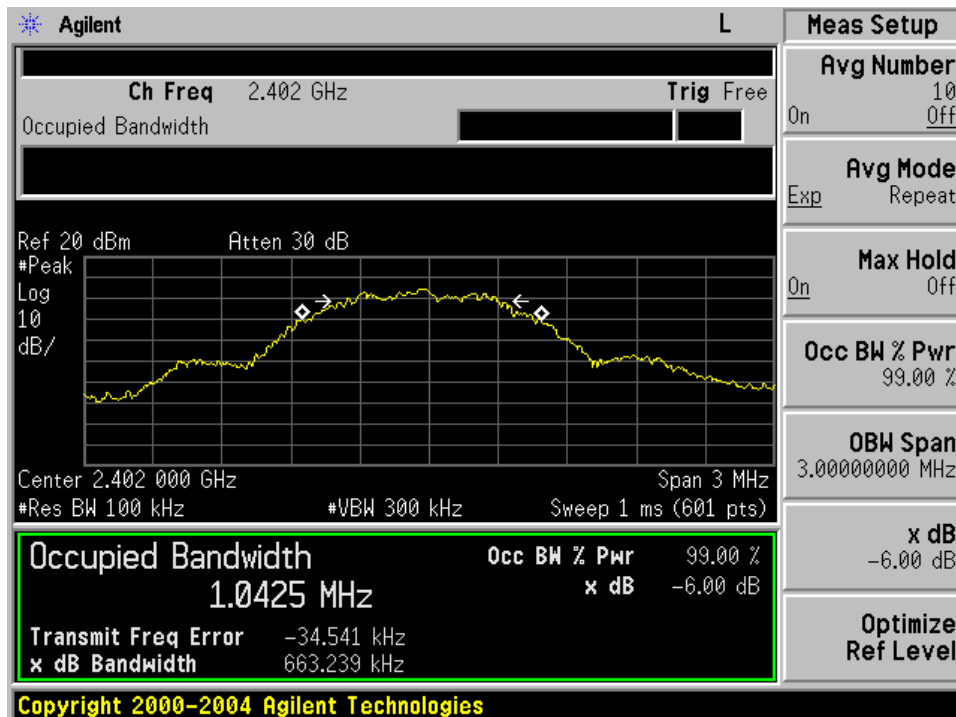 Agilent
L
Meas Setup
Ch Freq 2.402 GHz
Trig Free
Occupied Bandwidth
Ref 20 dBm
Atten 30 dB
#Peak
Log
10
dB/
Center 2.402 000 GHz
Span 3 MHz
#Res BW 100 kHz
#VBW 300 kHz
Sweep 1 ms (601 pts)
Occupied Bandwidth
1.0425 MHz
Occ BW % Pwr 99.00 %
x dB -6.00 dB
Transmit Freq Error -34.541 kHz
x dB Bandwidth 663.239 kHz
Copyright 2000-2004 Agilent Technologies
Avg Number
10
On Off
Avg Mode
Exp Repeat
Max Hold
On Off
Occ BW % Pwr
99.00 %
OBW Span
3.00000000 MHz
x dB
-6.00 dB
Optimize
Ref Level